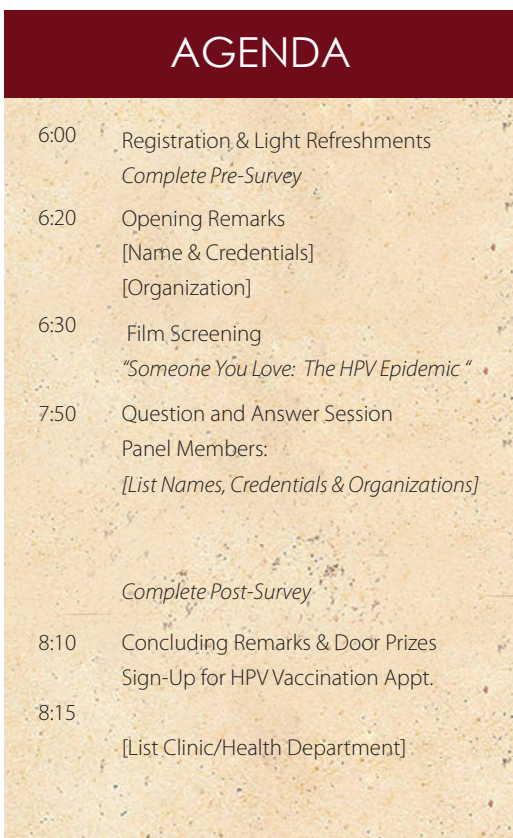 AGENDA
6:00 Registration & Light Refreshments
Complete Pre-Survey
6:20 Opening Remarks
[Name & Credentials]
[Organization]
6:30 Film Screening
“Someone You Love: The HPV Epidemic “
7:50 Question and Answer Session
Panel Members:
[List Names, Credentials & Organizations]
Complete Post-Survey
8:10 Concluding Remarks & Door Prizes
Sign-Up for HPV Vaccination Appt.
8:15
[List Clinic/Health Department]